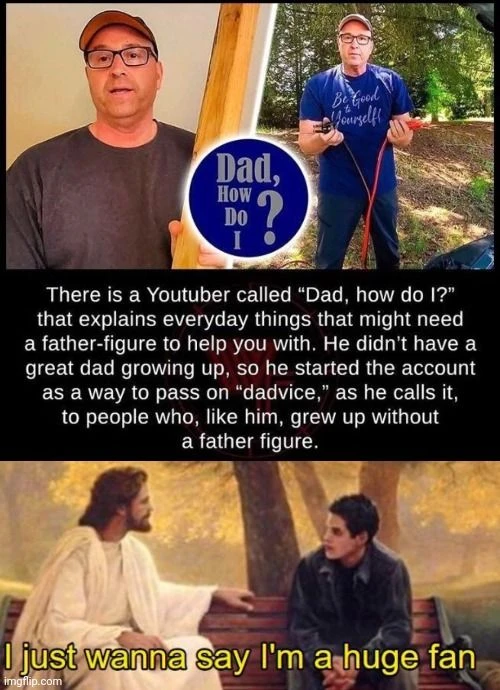 Be Good
to
Yourself!
Dad,
How
Do
I
?
There is a Youtuber called “Dad, how do I?”
that explains everyday things that might need
a father-figure to help you with. He didn’t have a
great dad growing up, so he started the account
as a way to pass on “dadvice,” as he calls it,
to people who, like him, grew up without
a father figure.
I just wanna say I'm a huge fan
imgflip.com